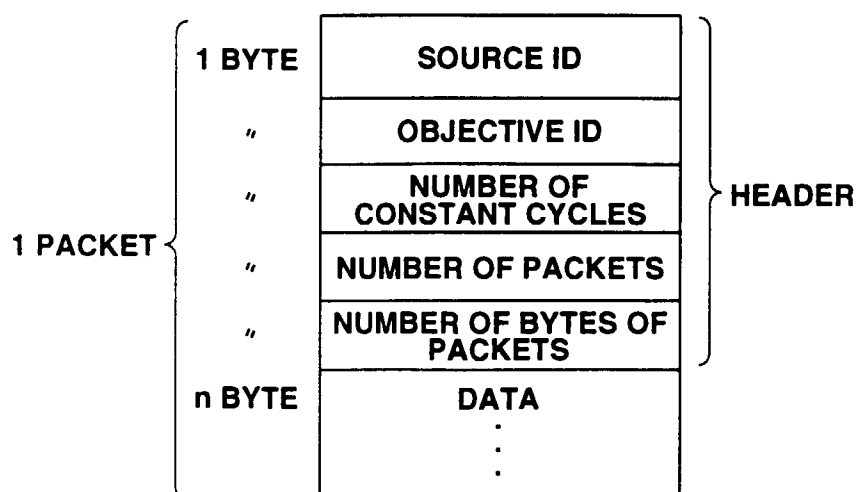 1 BYTE SOURCE ID
〃 OBJECTIVE ID
〃 NUMBER OF
CONSTANT CYCLES
HEADER
1 PACKET
〃 NUMBER OF PACKETS
〃 NUMBER OF BYTES OF
PACKETS
n BYTE DATA